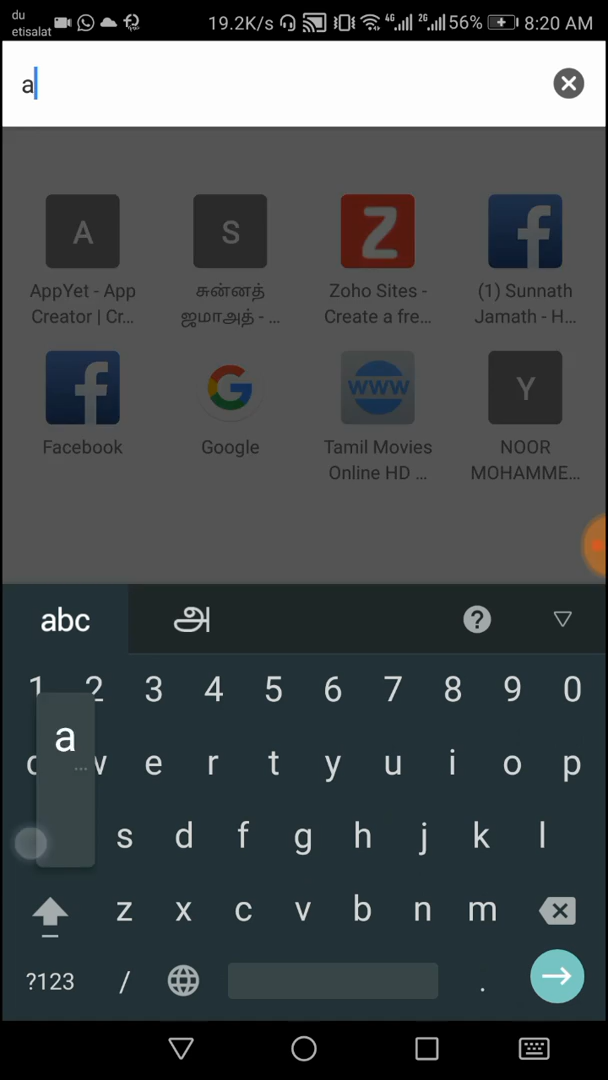 du
etisalat
19.2K/s
4G
2G
56%
8:20 AM
a
A
S
Z
f
AppYet - App
Creator | Cr...
சுன்னத்
ஜமாஅத் - ...
Zoho Sites -
Create a fre...
(1) Sunnath
Jamath - H...
f
G
WWW
Y
Facebook
Google
Tamil Movies
Online HD ...
NOOR
MOHAMME...
abc
அ
?
1 2 3 4 5 6 7 8 9 0
a
...
w e r t y u i o p
s d f g h j k l
z x c v b n m
?123 / .